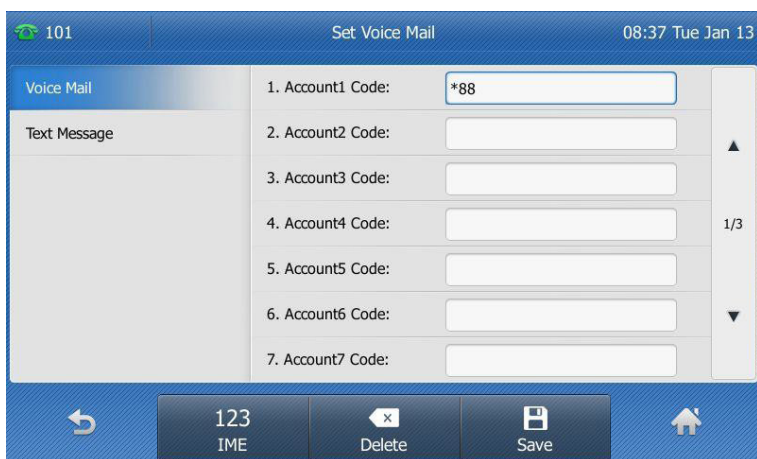 101 Set Voice Mail 08:37 Tue Jan 13
Voice Mail
Text Message
1. Account1 Code: *88
2. Account2 Code:
3. Account3 Code:
4. Account4 Code:
5. Account5 Code:
6. Account6 Code:
7. Account7 Code:
1/3
123
IME
Delete
Save